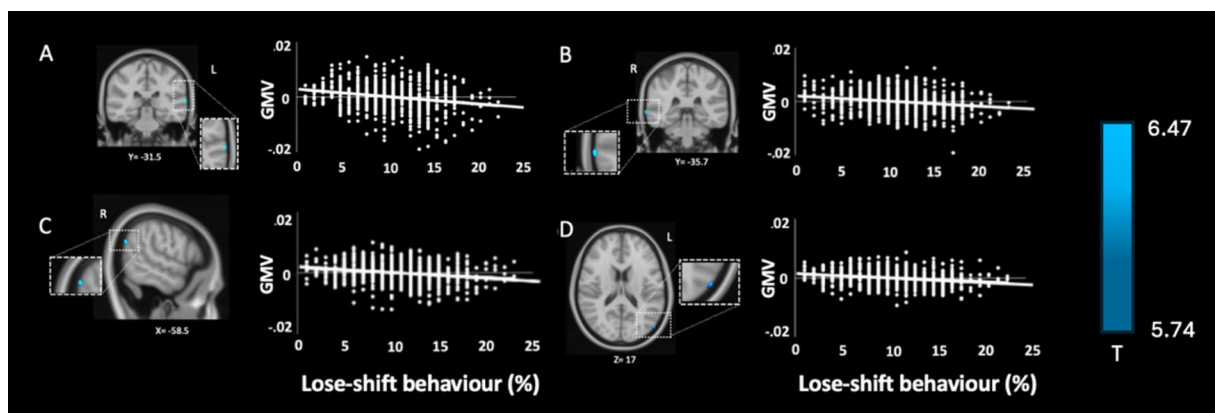 A
L
Y= -31.5
GMV
.02
0
-.02
0 5 10 15 20 25
B
R
Y= -35.7
GMV
.02
0
-.02
0 5 10 15 20 25
C
R
X= -58.5
GMV
.02
0
-.02
0 5 10 15 20 25
Lose-shift behaviour (%)
D
L
Z= 17
GMV
.02
0
-.02
0 5 10 15 20 25
Lose-shift behaviour (%)
6.47
5.74
T